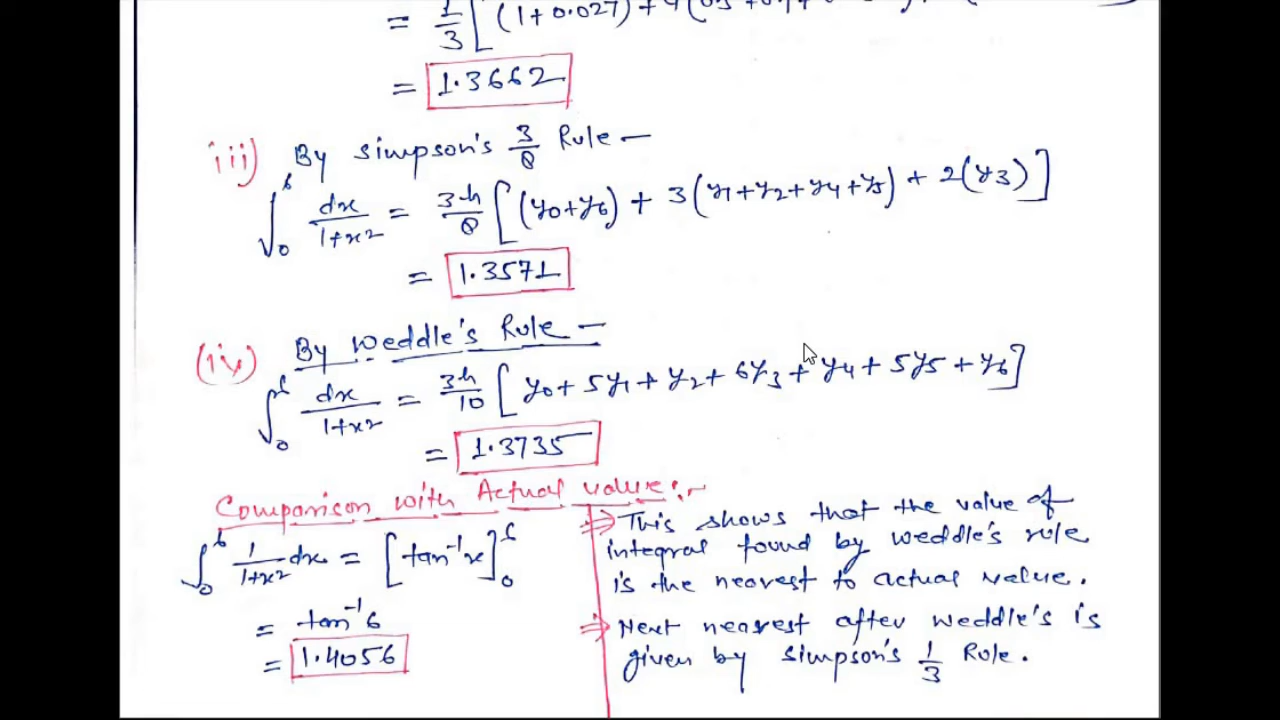 = 1/3 [(1+0.027)+4(0.5
= 1.3662
iii) By simpson's 3/8 Rule —
∫₀⁶ dx/1+x² = 3h/8 [(y0+y6) + 3(y1+y2+y4+y5) + 2(y3)]
= 1.3571
(iv) By Weddle's Rule —
∫₀⁶ dx/1+x² = 3h/10 [y0+5y1+y2+6y3+y4+5y5+y6]
= 1.3735
Comparison with Actual value:-
∫₀⁶ 1/1+x² dx = [tan⁻¹x]₀⁶
= tan⁻¹6
= 1.4056
⇒ This shows that the value of
integral found by weddle's rule
is the nearest to actual value.
⇒ Next nearest after weddle's is
given by simpson's 1/3 Rule.